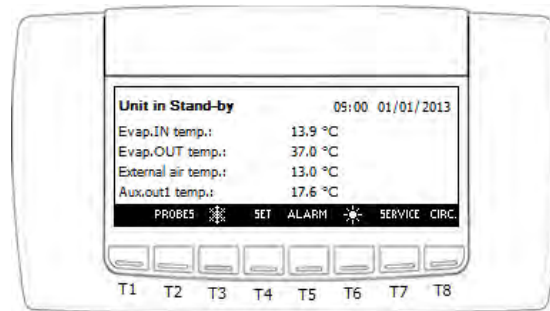 Unit in Stand-by 09:00 01/01/2013
Evap.IN temp.: 13.9 °C
Evap.OUT temp.: 37.0 °C
External air temp.: 13.0 °C
Aux.out1 temp.: 17.6 °C
PROBES SET ALARM SERVICE CIRC.
T1 T2 T3 T4 T5 T6 T7 T8